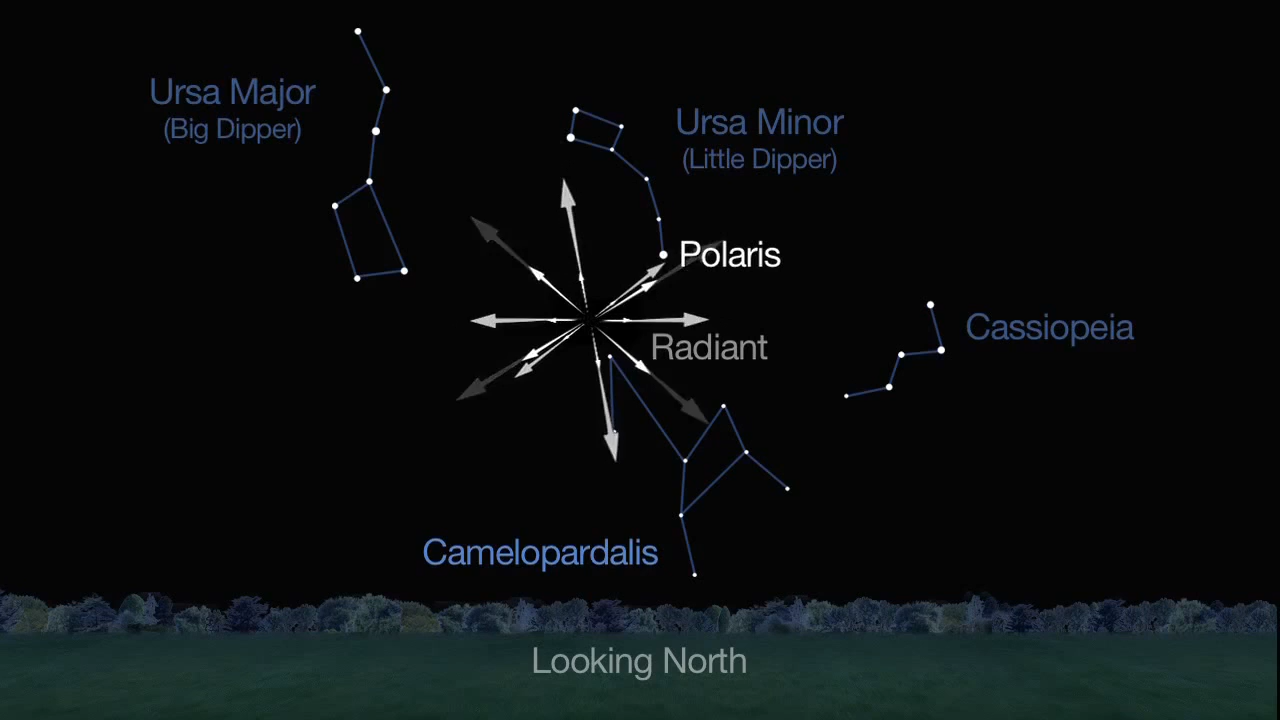 Ursa Major
(Big Dipper)
Ursa Minor
(Little Dipper)
Polaris
Radiant
Cassiopeia
Camelopardalis
Looking North